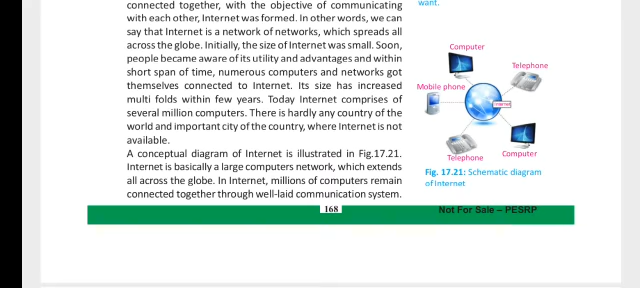 connected together, with the objective of communicating
with each other, Internet was formed. In other words, we can
say that Internet is a network of networks, which spreads all
across the globe. Initially, the size of Internet was small. Soon,
people became aware of its utility and advantages and within
short span of time, numerous computers and networks got
themselves connected to Internet. Its size has increased
multi folds within few years. Today Internet comprises of
several million computers. There is hardly any country of the
world and important city of the country, where Internet is not
available.
A conceptual diagram of Internet is illustrated in Fig.17.21.
Internet is basically a large computers network, which extends
all across the globe. In Internet, millions of computers remain
connected together through well-laid communication system.
want.
Computer
Telephone
Mobile phone
Internet
Telephone
Computer
Fig. 17.21: Schematic diagram
of Internet
168
Not For Sale – PESRP